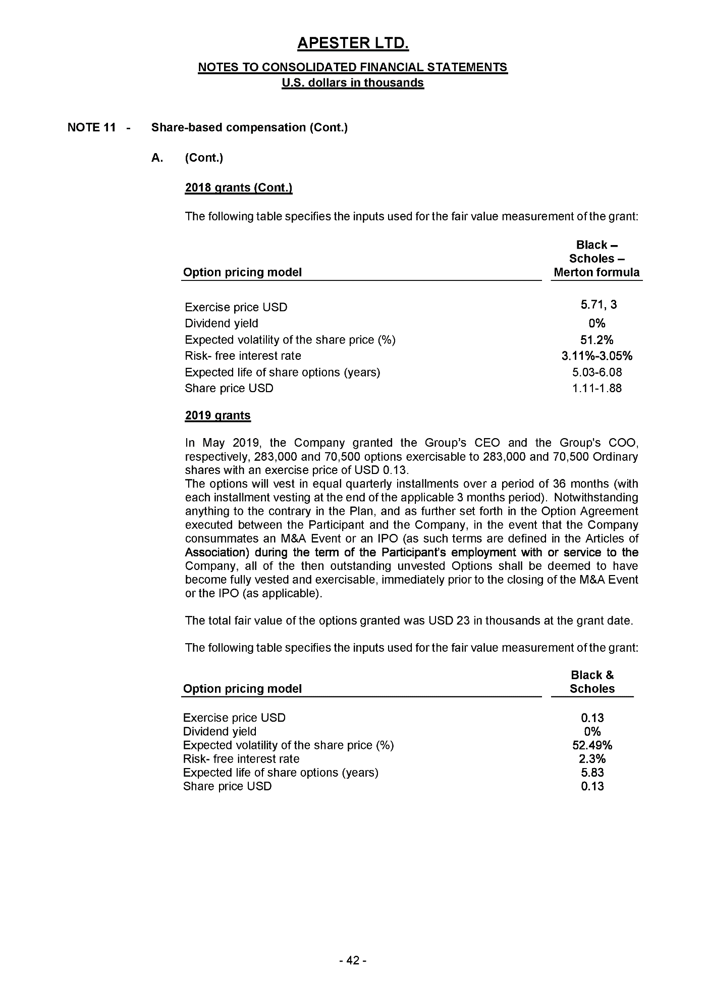 APESTER LTD.
NOTES TO CONSOLIDATED FINANCIAL STATEMENTS
U.S. dollars in thousands
NOTE 11 - Share-based compensation (Cont.)
A. (Cont.)
2018 grants (Cont.)
The following table specifies the inputs used for the fair value measurement of the grant:
Black –
Scholes –
Option pricing model Merton formula
Exercise price USD 5.71, 3
Dividend yield 0%
Expected volatility of the share price (%) 51.2%
Risk- free interest rate 3.11%-3.05%
Expected life of share options (years) 5.03-6.08
Share price USD 1.11-1.88
2019 grants
In May 2019, the Company granted the Group’s CEO and the Group's COO,
respectively, 283,000 and 70,500 options exercisable to 283,000 and 70,500 Ordinary
shares with an exercise price of USD 0.13.
The options will vest in equal quarterly installments over a period of 36 months (with
each installment vesting at the end of the applicable 3 months period). Notwithstanding
anything to the contrary in the Plan, and as further set forth in the Option Agreement
executed between the Participant and the Company, in the event that the Company
consummates an M&A Event or an IPO (as such terms are defined in the Articles of
Association) during the term of the Participant’s employment with or service to the
Company, all of the then outstanding unvested Options shall be deemed to have
become fully vested and exercisable, immediately prior to the closing of the M&A Event
or the IPO (as applicable).
The total fair value of the options granted was USD 23 in thousands at the grant date.
The following table specifies the inputs used for the fair value measurement of the grant:
Black &
Option pricing model Scholes
Exercise price USD 0.13
Dividend yield 0%
Expected volatility of the share price (%) 52.49%
Risk- free interest rate 2.3%
Expected life of share options (years) 5.83
Share price USD 0.13
- 42 -